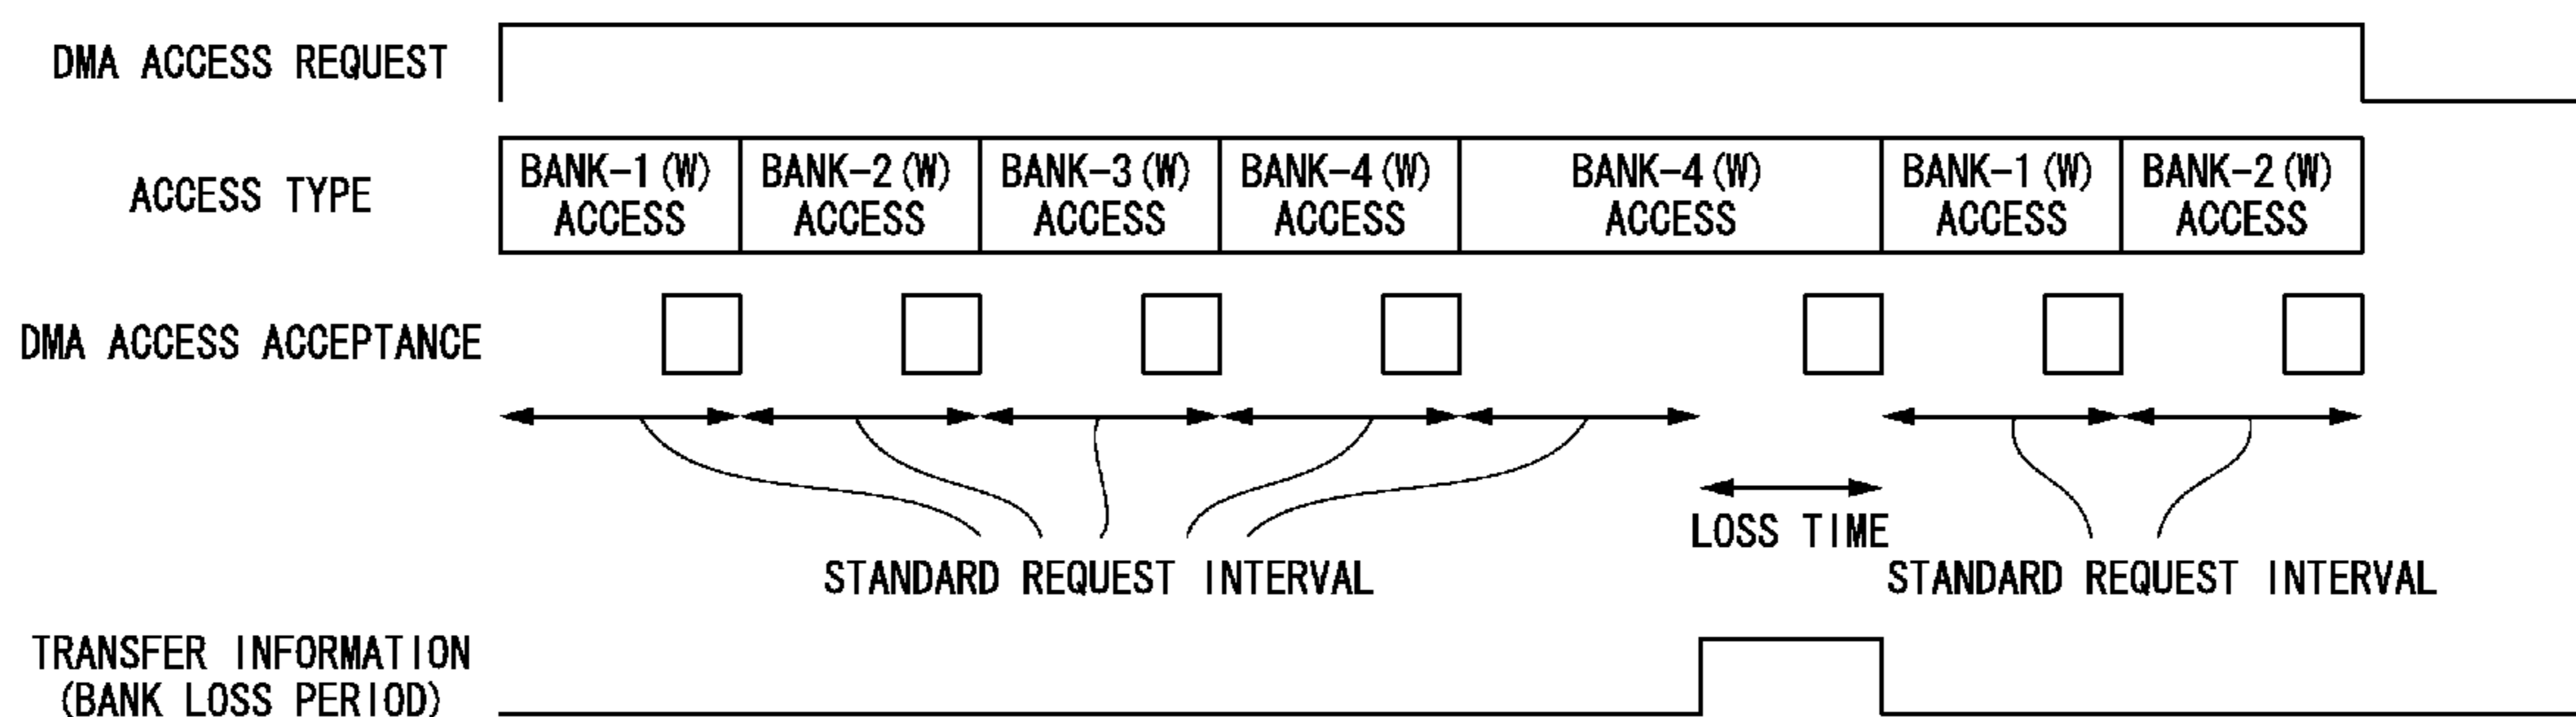 DMA ACCESS REQUEST
ACCESS TYPE
BANK-1 (W)
ACCESS
BANK-2 (W)
ACCESS
BANK-3 (W)
ACCESS
BANK-4 (W)
ACCESS
BANK-4 (W)
ACCESS
BANK-1 (W)
ACCESS
BANK-2 (W)
ACCESS
DMA ACCESS ACCEPTANCE
LOSS TIME
STANDARD REQUEST INTERVAL
STANDARD REQUEST INTERVAL
TRANSFER INFORMATION
(BANK LOSS PERIOD)